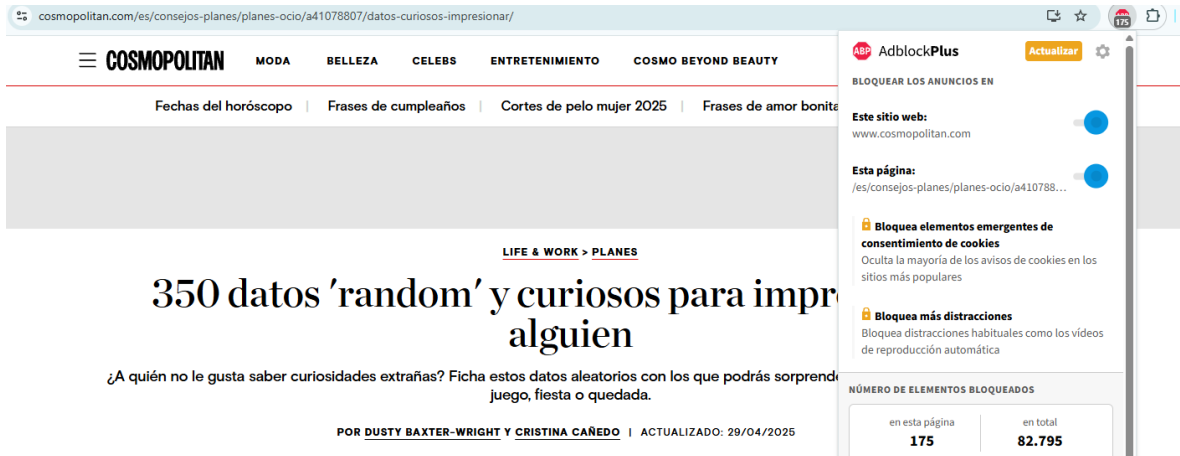 cosmopolitan.com/es/consejos-planes/planes-ocio/a41078807/datos-curiosos-impresionar/
175
COSMOPOLITAN
MODA
BELLEZA
CELEBS
ENTRETENIMIENTO
COSMO BEYOND BEAUTY
Fechas del horóscopo
Frases de cumpleaños
Cortes de pelo mujer 2025
Frases de amor bonita
LIFE & WORK > PLANES
350 datos 'random' y curiosos para impre
alguien
¿A quién no le gusta saber curiosidades extrañas? Ficha estos datos aleatorios con los que podrás sorprende
juego, fiesta o quedada.
POR DUSTY BAXTER-WRIGHT Y CRISTINA CAÑEDO | ACTUALIZADO: 29/04/2025
ABP AdblockPlus
Actualizar
BLOQUEAR LOS ANUNCIOS EN
Este sitio web:
www.cosmopolitan.com
Esta página:
/es/consejos-planes/planes-ocio/a410788...
Bloquea elementos emergentes de
consentimiento de cookies
Oculta la mayoría de los avisos de cookies en los
sitios más populares
Bloquea más distracciones
Bloquea distracciones habituales como los vídeos
de reproducción automática
NÚMERO DE ELEMENTOS BLOQUEADOS
en esta página
175
en total
82.795